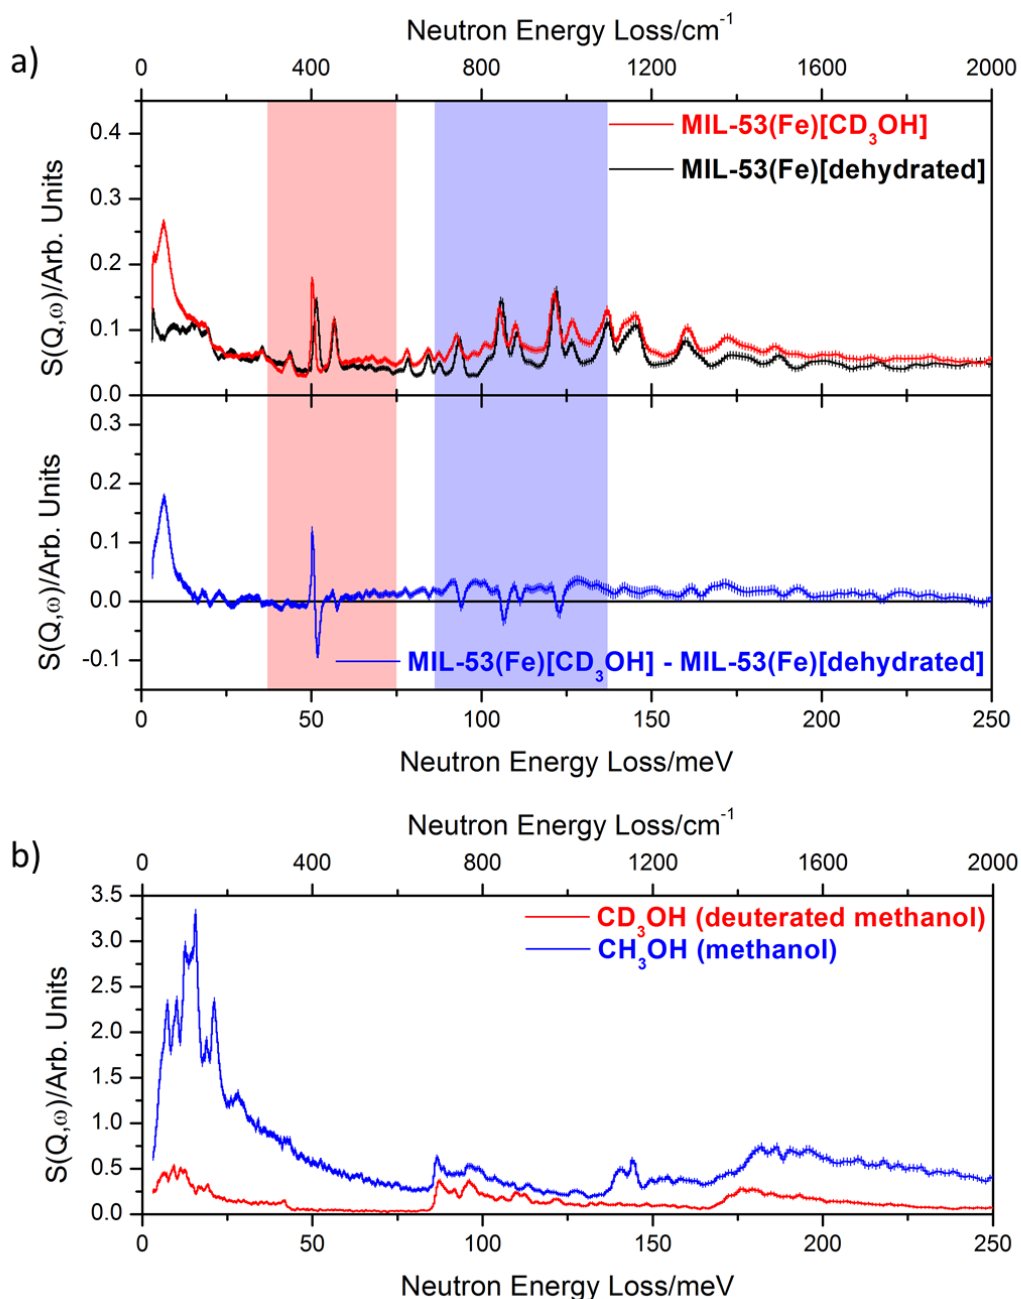 a)
Neutron Energy Loss/cm⁻¹
0 400 800 1200 1600 2000
MIL-53(Fe)[CD₃OH]
MIL-53(Fe)[dehydrated]
S(Q,ω)/Arb. Units
0.4
0.3
0.2
0.1
0.0
S(Q,ω)/Arb. Units
0.3
0.2
0.1
0.0
-0.1
MIL-53(Fe)[CD₃OH] - MIL-53(Fe)[dehydrated]
0 50 100 150 200 250
Neutron Energy Loss/meV
b)
Neutron Energy Loss/cm⁻¹
0 400 800 1200 1600 2000
CD₃OH (deuterated methanol)
CH₃OH (methanol)
S(Q,ω)/Arb. Units
3.5
3.0
2.5
2.0
1.5
1.0
0.5
0.0
0 50 100 150 200 250
Neutron Energy Loss/meV